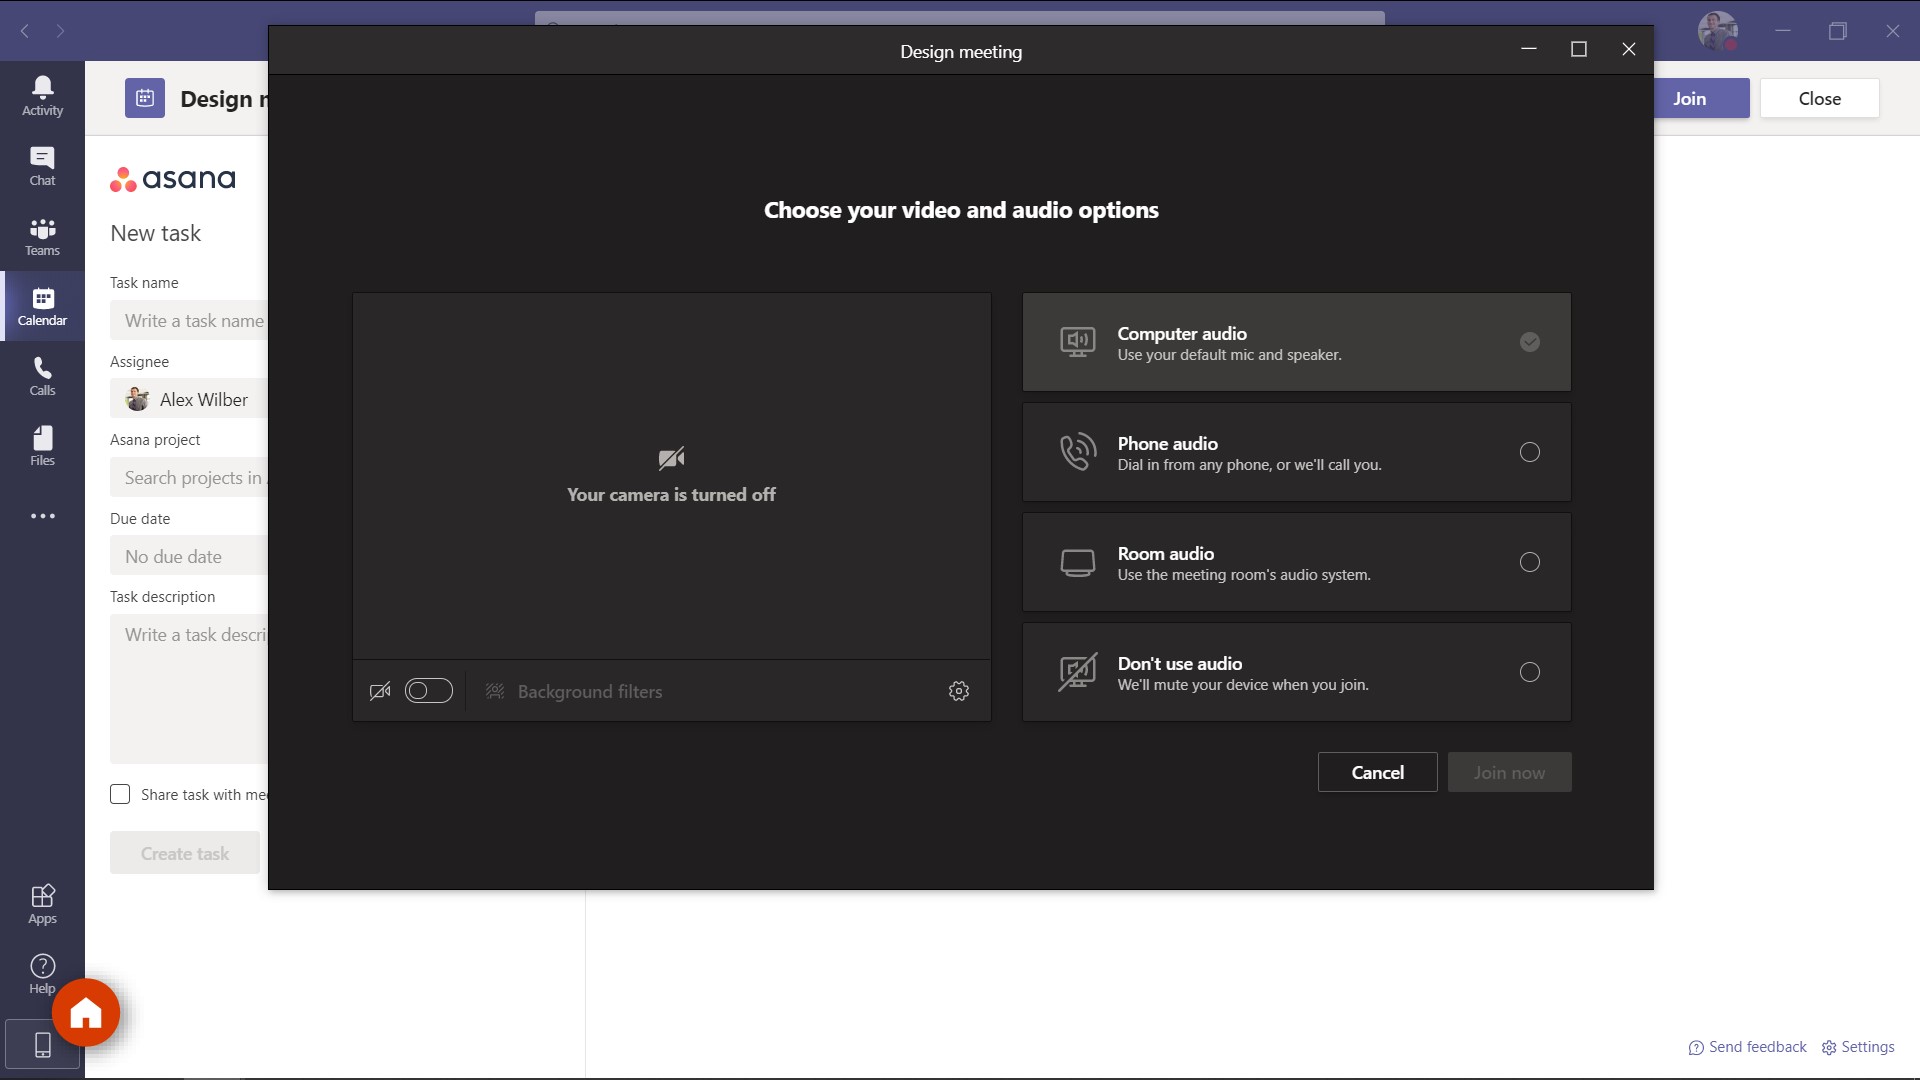 Design meeting
Activity
Chat
Teams
Calendar
Calls
Files
Apps
Help
Design
Join
Close
asana
New task
Task name
Write a task name
Assignee
Alex Wilber
Asana project
Search projects in
Due date
No due date
Task description
Write a task
Share task with
Create task
Choose your video and audio options
Your camera is turned off
Background filters
Computer audio
Use your default mic and speaker.
Phone audio
Dial in from any phone, or we'll call you.
Room audio
Use the meeting room's audio system.
Don't use audio
We'll mute your device when you join.
Cancel
Join now
Send feedback
Settings